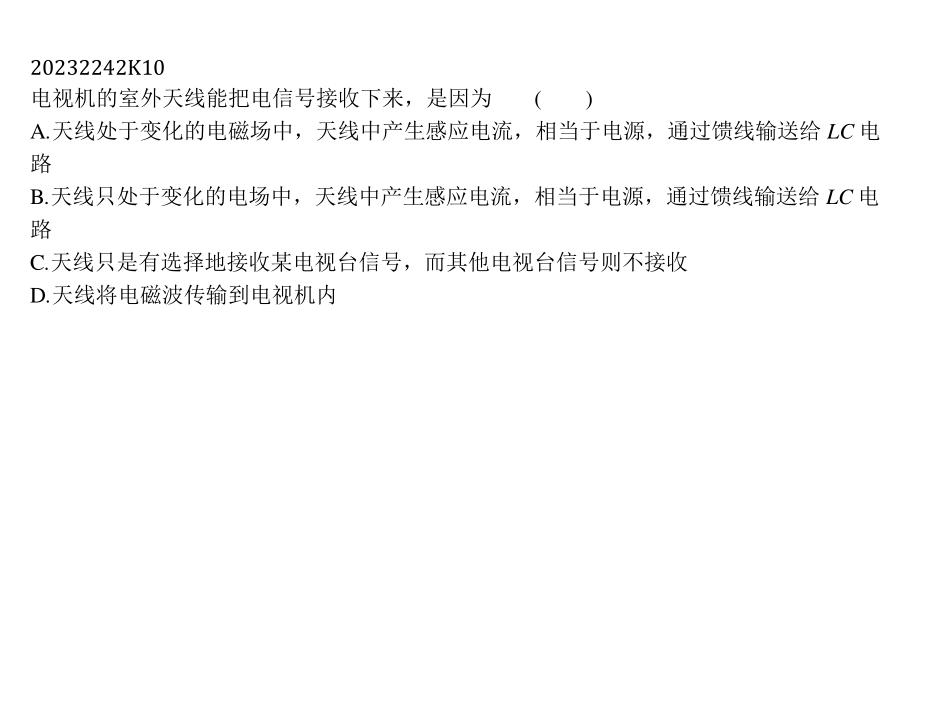 20232242K10
电视机的室外天线能把电信号接收下来，是因为 ( )
A.天线处于变化的电磁场中，天线中产生感应电流，相当于电源，通过馈线输送给 LC 电
路
B.天线只处于变化的电场中，天线中产生感应电流，相当于电源，通过馈线输送给 LC 电
路
C.天线只是有选择地接收某电视台信号，而其他电视台信号则不接收
D.天线将电磁波传输到电视机内